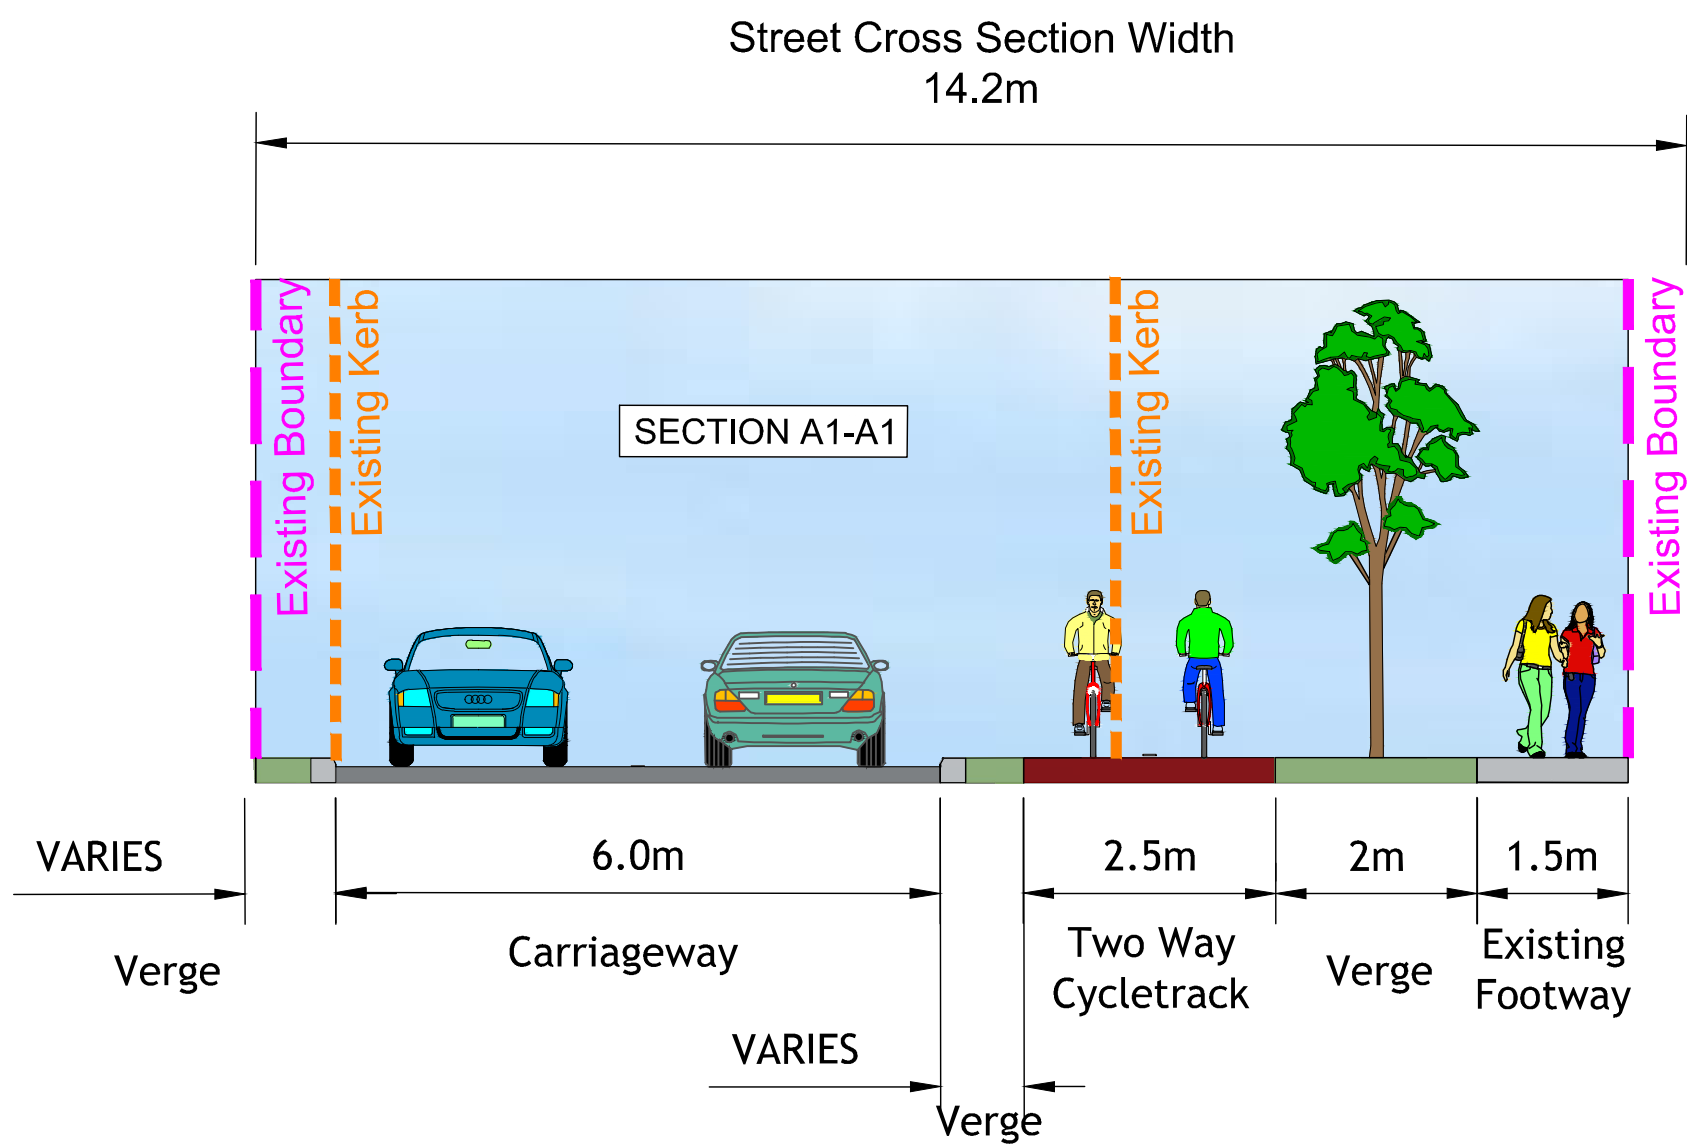 Street Cross Section Width
14.2m
Existing Boundary
Existing Kerb
SECTION A1-A1
Existing Kerb
Existing Boundary
VARIES
6.0m
2.5m
2m
1.5m
Verge
Carriageway
Two Way
Cycletrack
Verge
Existing
Footway
VARIES
Verge